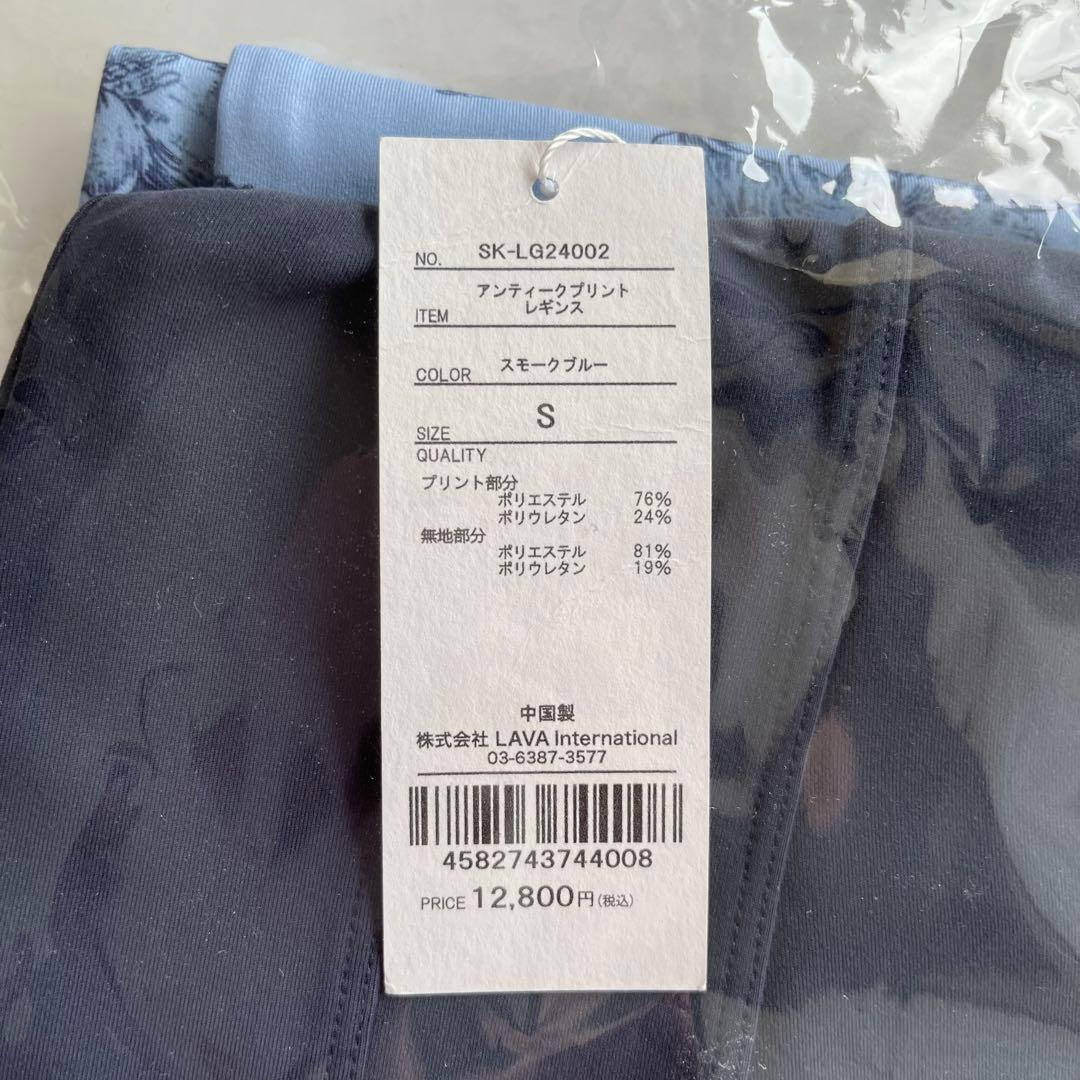 NO. SK-LG24002
アンティークプリント
レギンス
ITEM
COLOR スモークブルー
SIZE S
QUALITY
プリント部分
ポリエステル 76%
ポリウレタン 24%
無地部分
ポリエステル 81%
ポリウレタン 19%
中国製
株式会社 LAVA International
03-6387-3577
4582743744008
PRICE 12,800円(税込)